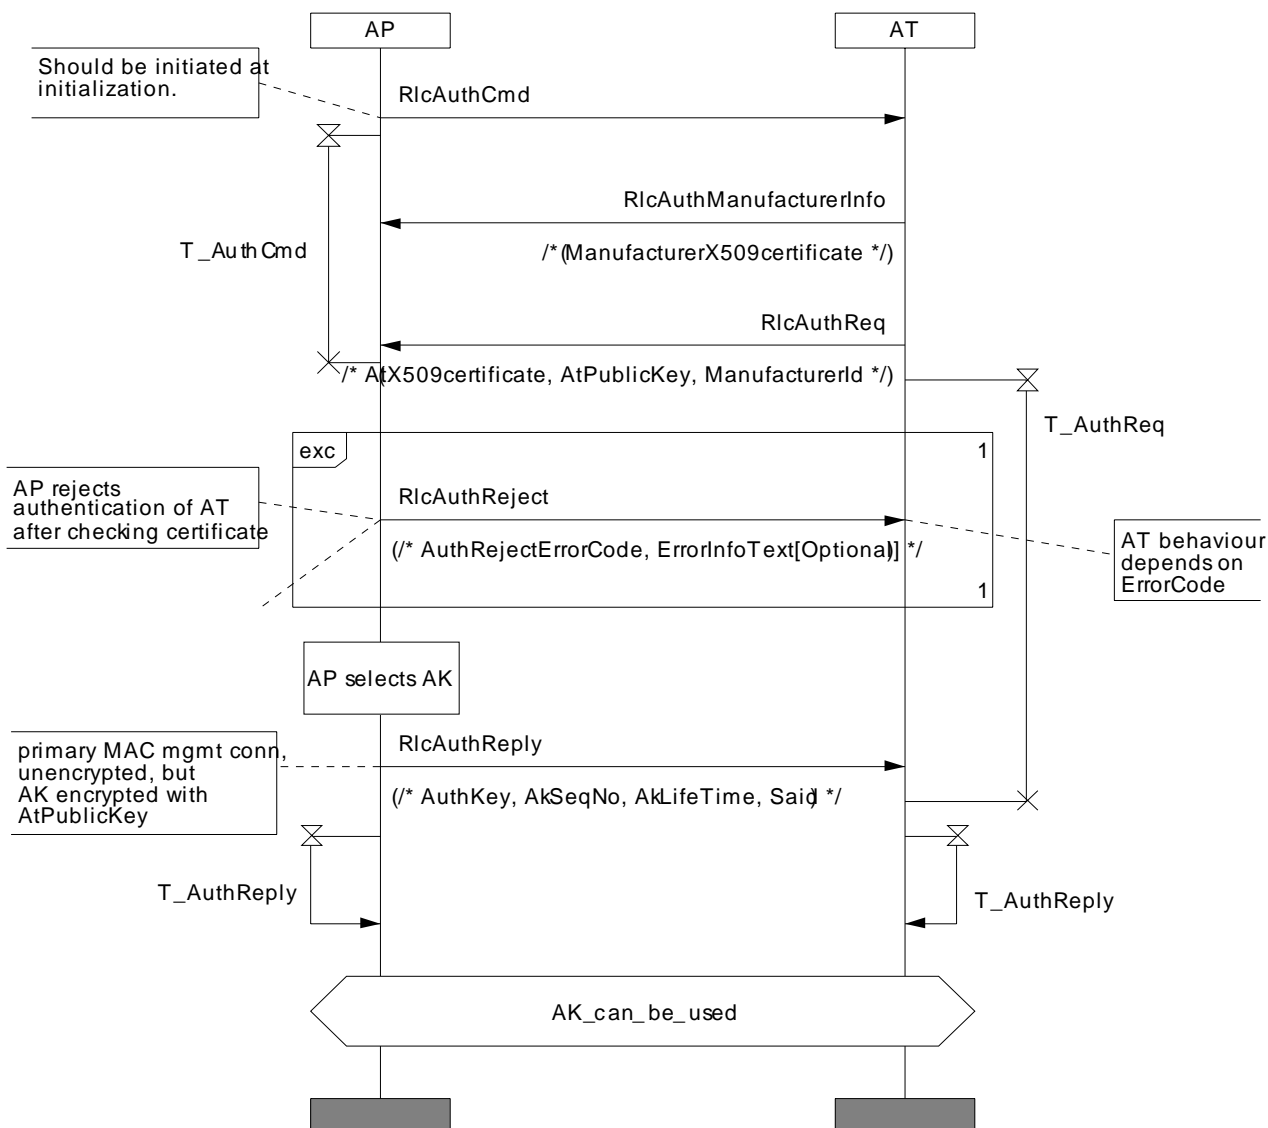 AP
AT
Should be initiated at
initialization.
RlcAuthCmd
RlcAuthManufacturerInfo
T_AuthCmd
/*(ManufacturerX509certificate */)
RlcAuthReq
/* At(X509certificate, AtPublicKey, ManufacturerId */)
T_AuthReq
exc
1
AP rejects
authentication of AT
after checking certificate
RlcAuthReject
(/* AuthRejectErrorCode, ErrorInfoText[Optional)] */
AT behaviour
depends on
ErrorCode
1
AP selects AK
primary MAC mgmt conn,
unencrypted, but
AK encrypted with
AtPublicKey
RlcAuthReply
(/* AuthKey, AkSeqNo, AkLifeTime, Said) */
T_AuthReply
T_AuthReply
AK_can_be_used